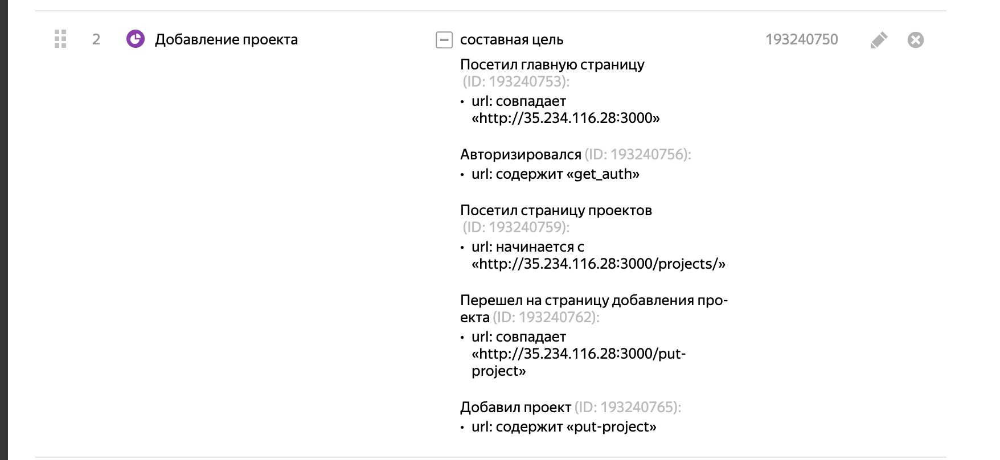 2 Добавление проекта составная цель 193240750
Посетил главную страницу
(ID: 193240753):
• url: совпадает
«http://35.234.116.28:3000»
Авторизировался (ID: 193240756):
• url: содержит «get_auth»
Посетил страницу проектов
(ID: 193240759):
• url: начинается с
«http://35.234.116.28:3000/projects/»
Перешел на страницу добавления про-
екта (ID: 193240762):
• url: совпадает
«http://35.234.116.28:3000/put-
project»
Добавил проект (ID: 193240765):
• url: содержит «put-project»